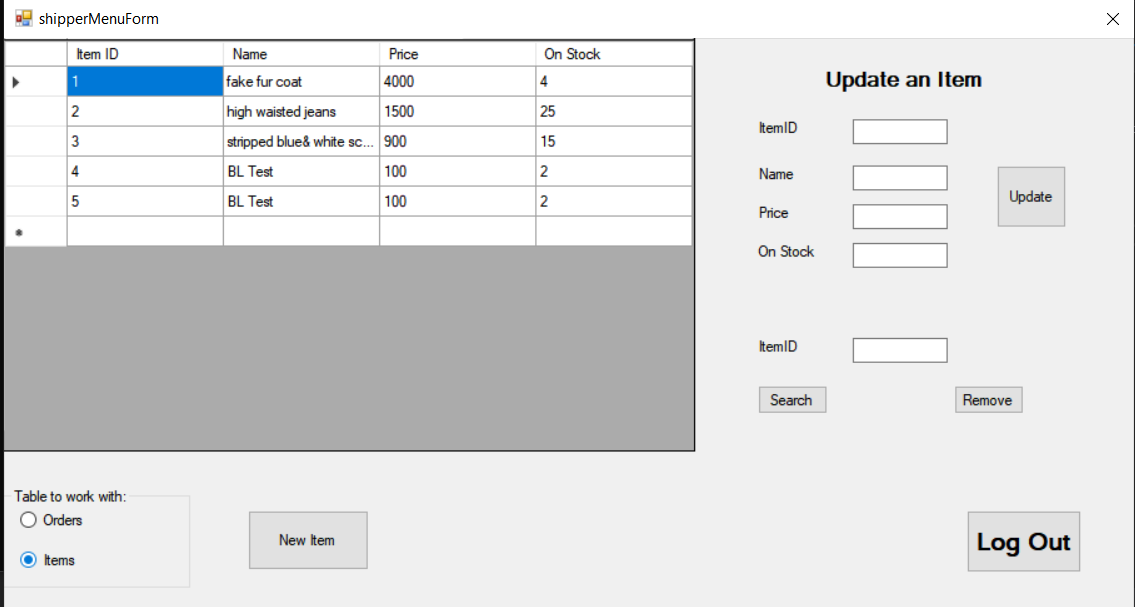 shipperMenuForm
Item ID Name Price On Stock
1 fake fur coat 4000 4
2 high waisted jeans 1500 25
3 stripped blue& white sc... 900 15
4 BL Test 100 2
5 BL Test 100 2
Update an Item
ItemID
Name
Price
On Stock
Update
ItemID
Search Remove
Table to work with:
Orders
Items
New Item
Log Out